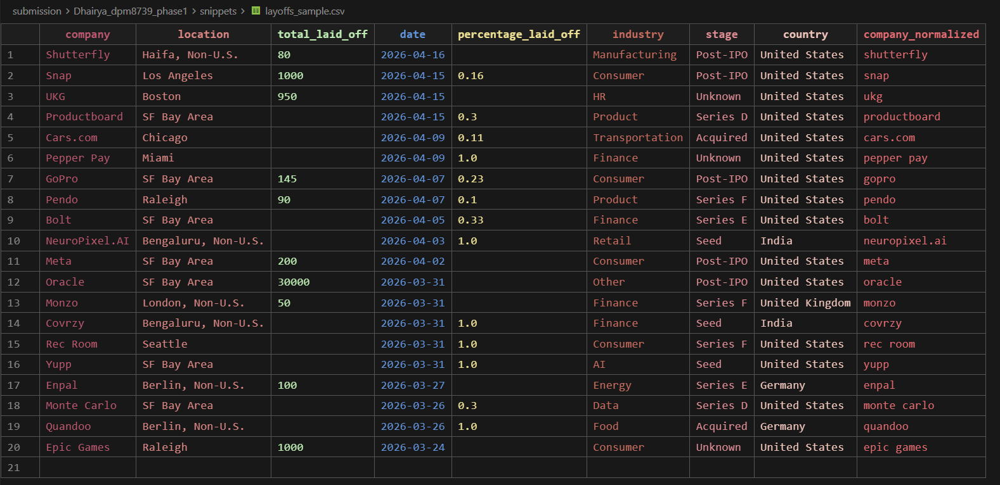 submission > Dhairya_dpm8739_phase1 > snippets > layoffs_sample.csv
company location total_laid_off date percentage_laid_off industry stage country company_normalized
1 Shutterfly Haifa, Non-U.S. 80 2026-04-16 Manufacturing Post-IPO United States shutterfly
2 Snap Los Angeles 1000 2026-04-15 0.16 Consumer Post-IPO United States snap
3 UKG Boston 950 2026-04-15 HR Unknown United States ukg
4 Productboard SF Bay Area 2026-04-15 0.3 Product Series D United States productboard
5 Cars.com Chicago 2026-04-09 0.11 Transportation Acquired United States cars.com
6 Pepper Pay Miami 2026-04-09 1.0 Finance Unknown United States pepper pay
7 GoPro SF Bay Area 145 2026-04-07 0.23 Consumer Post-IPO United States gopro
8 Pendo Raleigh 90 2026-04-07 0.1 Product Series F United States pendo
9 Bolt SF Bay Area 2026-04-05 0.33 Finance Series E United States bolt
10 NeuroPixel.AI Bengaluru, Non-U.S. 2026-04-03 1.0 Retail Seed India neuropixel.ai
11 Meta SF Bay Area 200 2026-04-02 Consumer Post-IPO United States meta
12 Oracle SF Bay Area 30000 2026-03-31 Other Post-IPO United States oracle
13 Monzo London, Non-U.S. 50 2026-03-31 Finance Series F United Kingdom monzo
14 Covrzy Bengaluru, Non-U.S. 2026-03-31 1.0 Finance Seed India covrzy
15 Rec Room Seattle 2026-03-31 1.0 Consumer Series F United States rec room
16 Yupp SF Bay Area 2026-03-31 1.0 AI Seed United States yupp
17 Enpal Berlin, Non-U.S. 100 2026-03-27 Energy Series E Germany enpal
18 Monte Carlo SF Bay Area 2026-03-26 0.3 Data Series D United States monte carlo
19 Quandoo Berlin, Non-U.S. 2026-03-26 1.0 Food Acquired Germany quandoo
20 Epic Games Raleigh 1000 2026-03-24 Consumer Unknown United States epic games
21